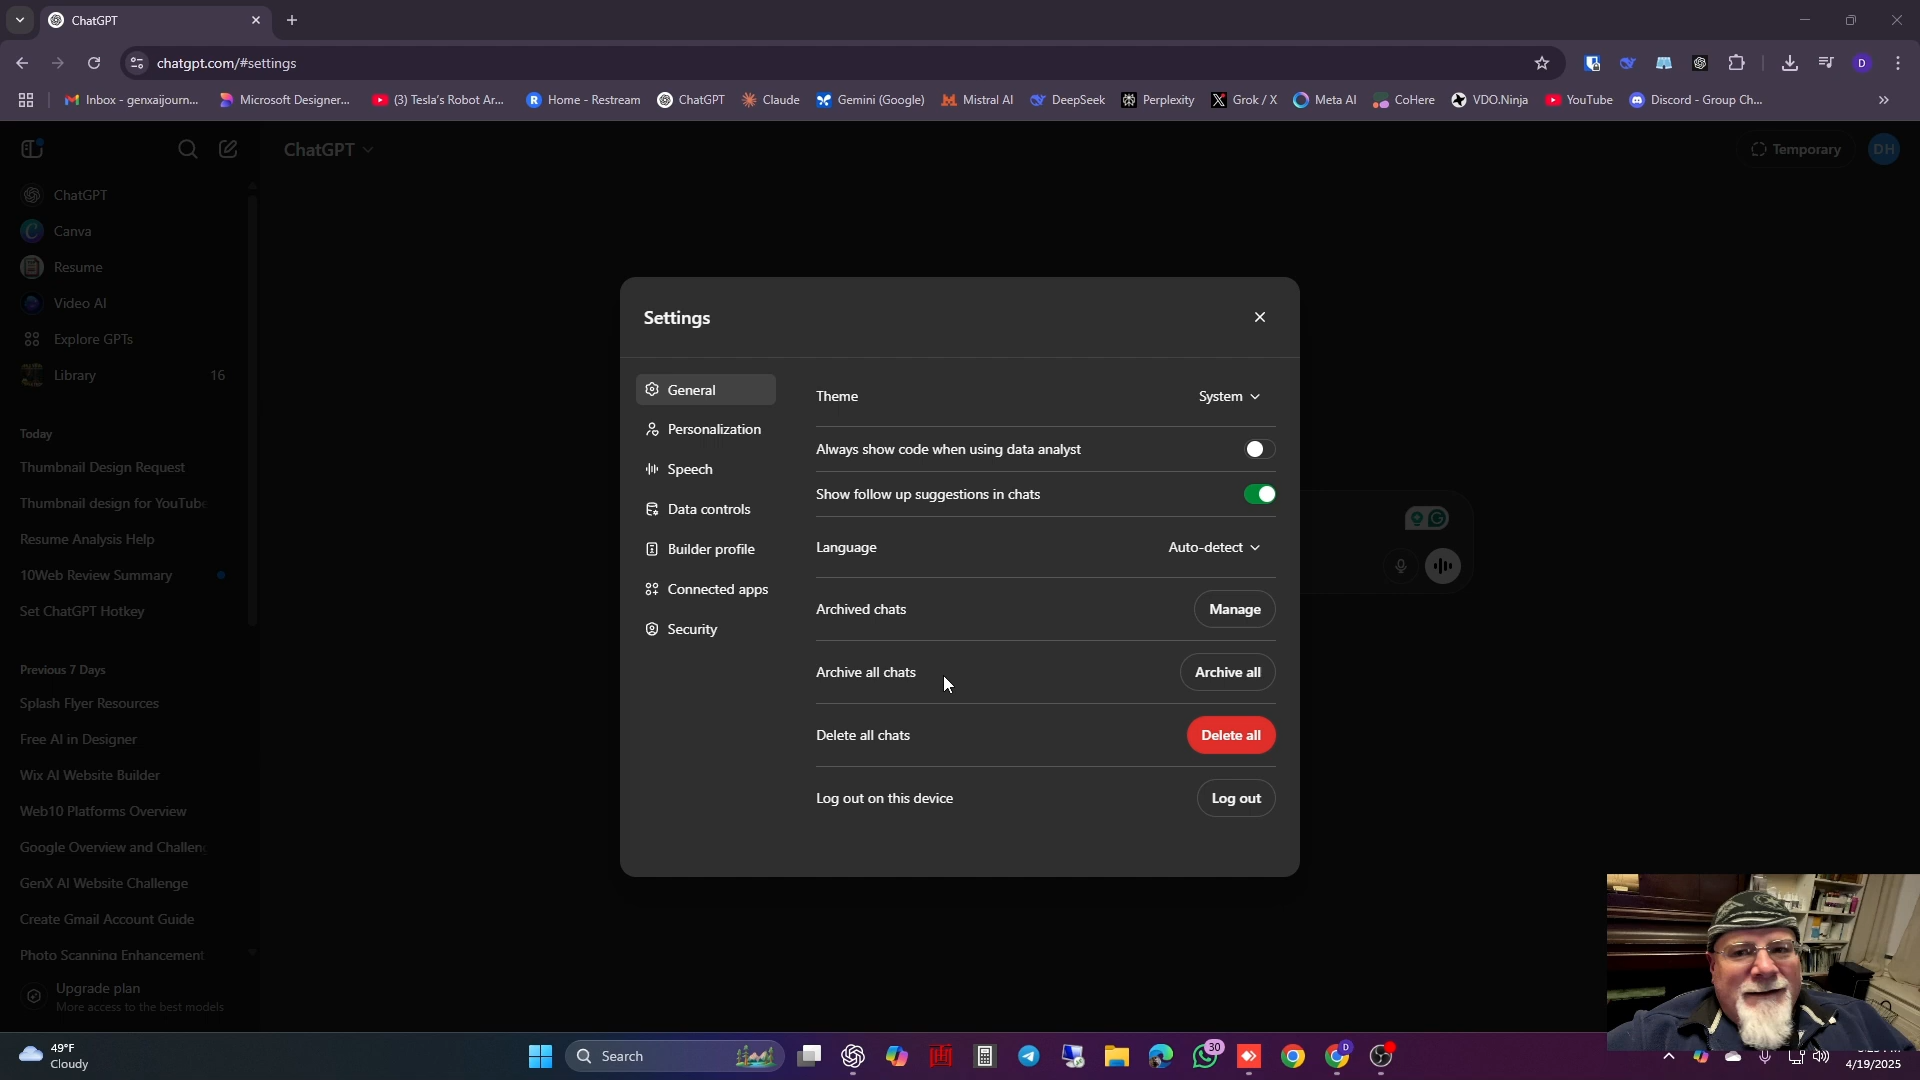 ChatGPT
chatgpt.com/#settings
D
Inbox - genxaijourn...
Microsoft Designer...
(3) Tesla's Robot Ar...
Home - Restream
ChatGPT
Claude
Gemini (Google)
Mistral AI
DeepSeek
Perplexity
Grok / X
Meta AI
CoHere
VDO.Ninja
YouTube
Discord - Group Ch...
ChatGPT
Temporary
DH
ChatGPT
Canva
Resume
Video AI
Explore GPTs
Library 16
Today
Thumbnail Design Request
Thumbnail design for YouTube
Resume Analysis Help
10Web Review Summary
Set ChatGPT Hotkey
Previous 7 Days
Splash Flyer Resources
Free AI in Designer
Wix AI Website Builder
Web10 Platforms Overview
Google Overview and Challeng
GenX AI Website Challenge
Create Gmail Account Guide
Photo Scanning Enhancement
Upgrade plan
More access to the best models
Settings
General
Personalization
Speech
Data controls
Builder profile
Connected apps
Security
Theme System
Always show code when using data analyst
Show follow up suggestions in chats
Language Auto-detect
Archived chats Manage
Archive all chats Archive all
Delete all chats Delete all
Log out on this device Log out
49°F
Cloudy
Search
30
D
4/19/2025